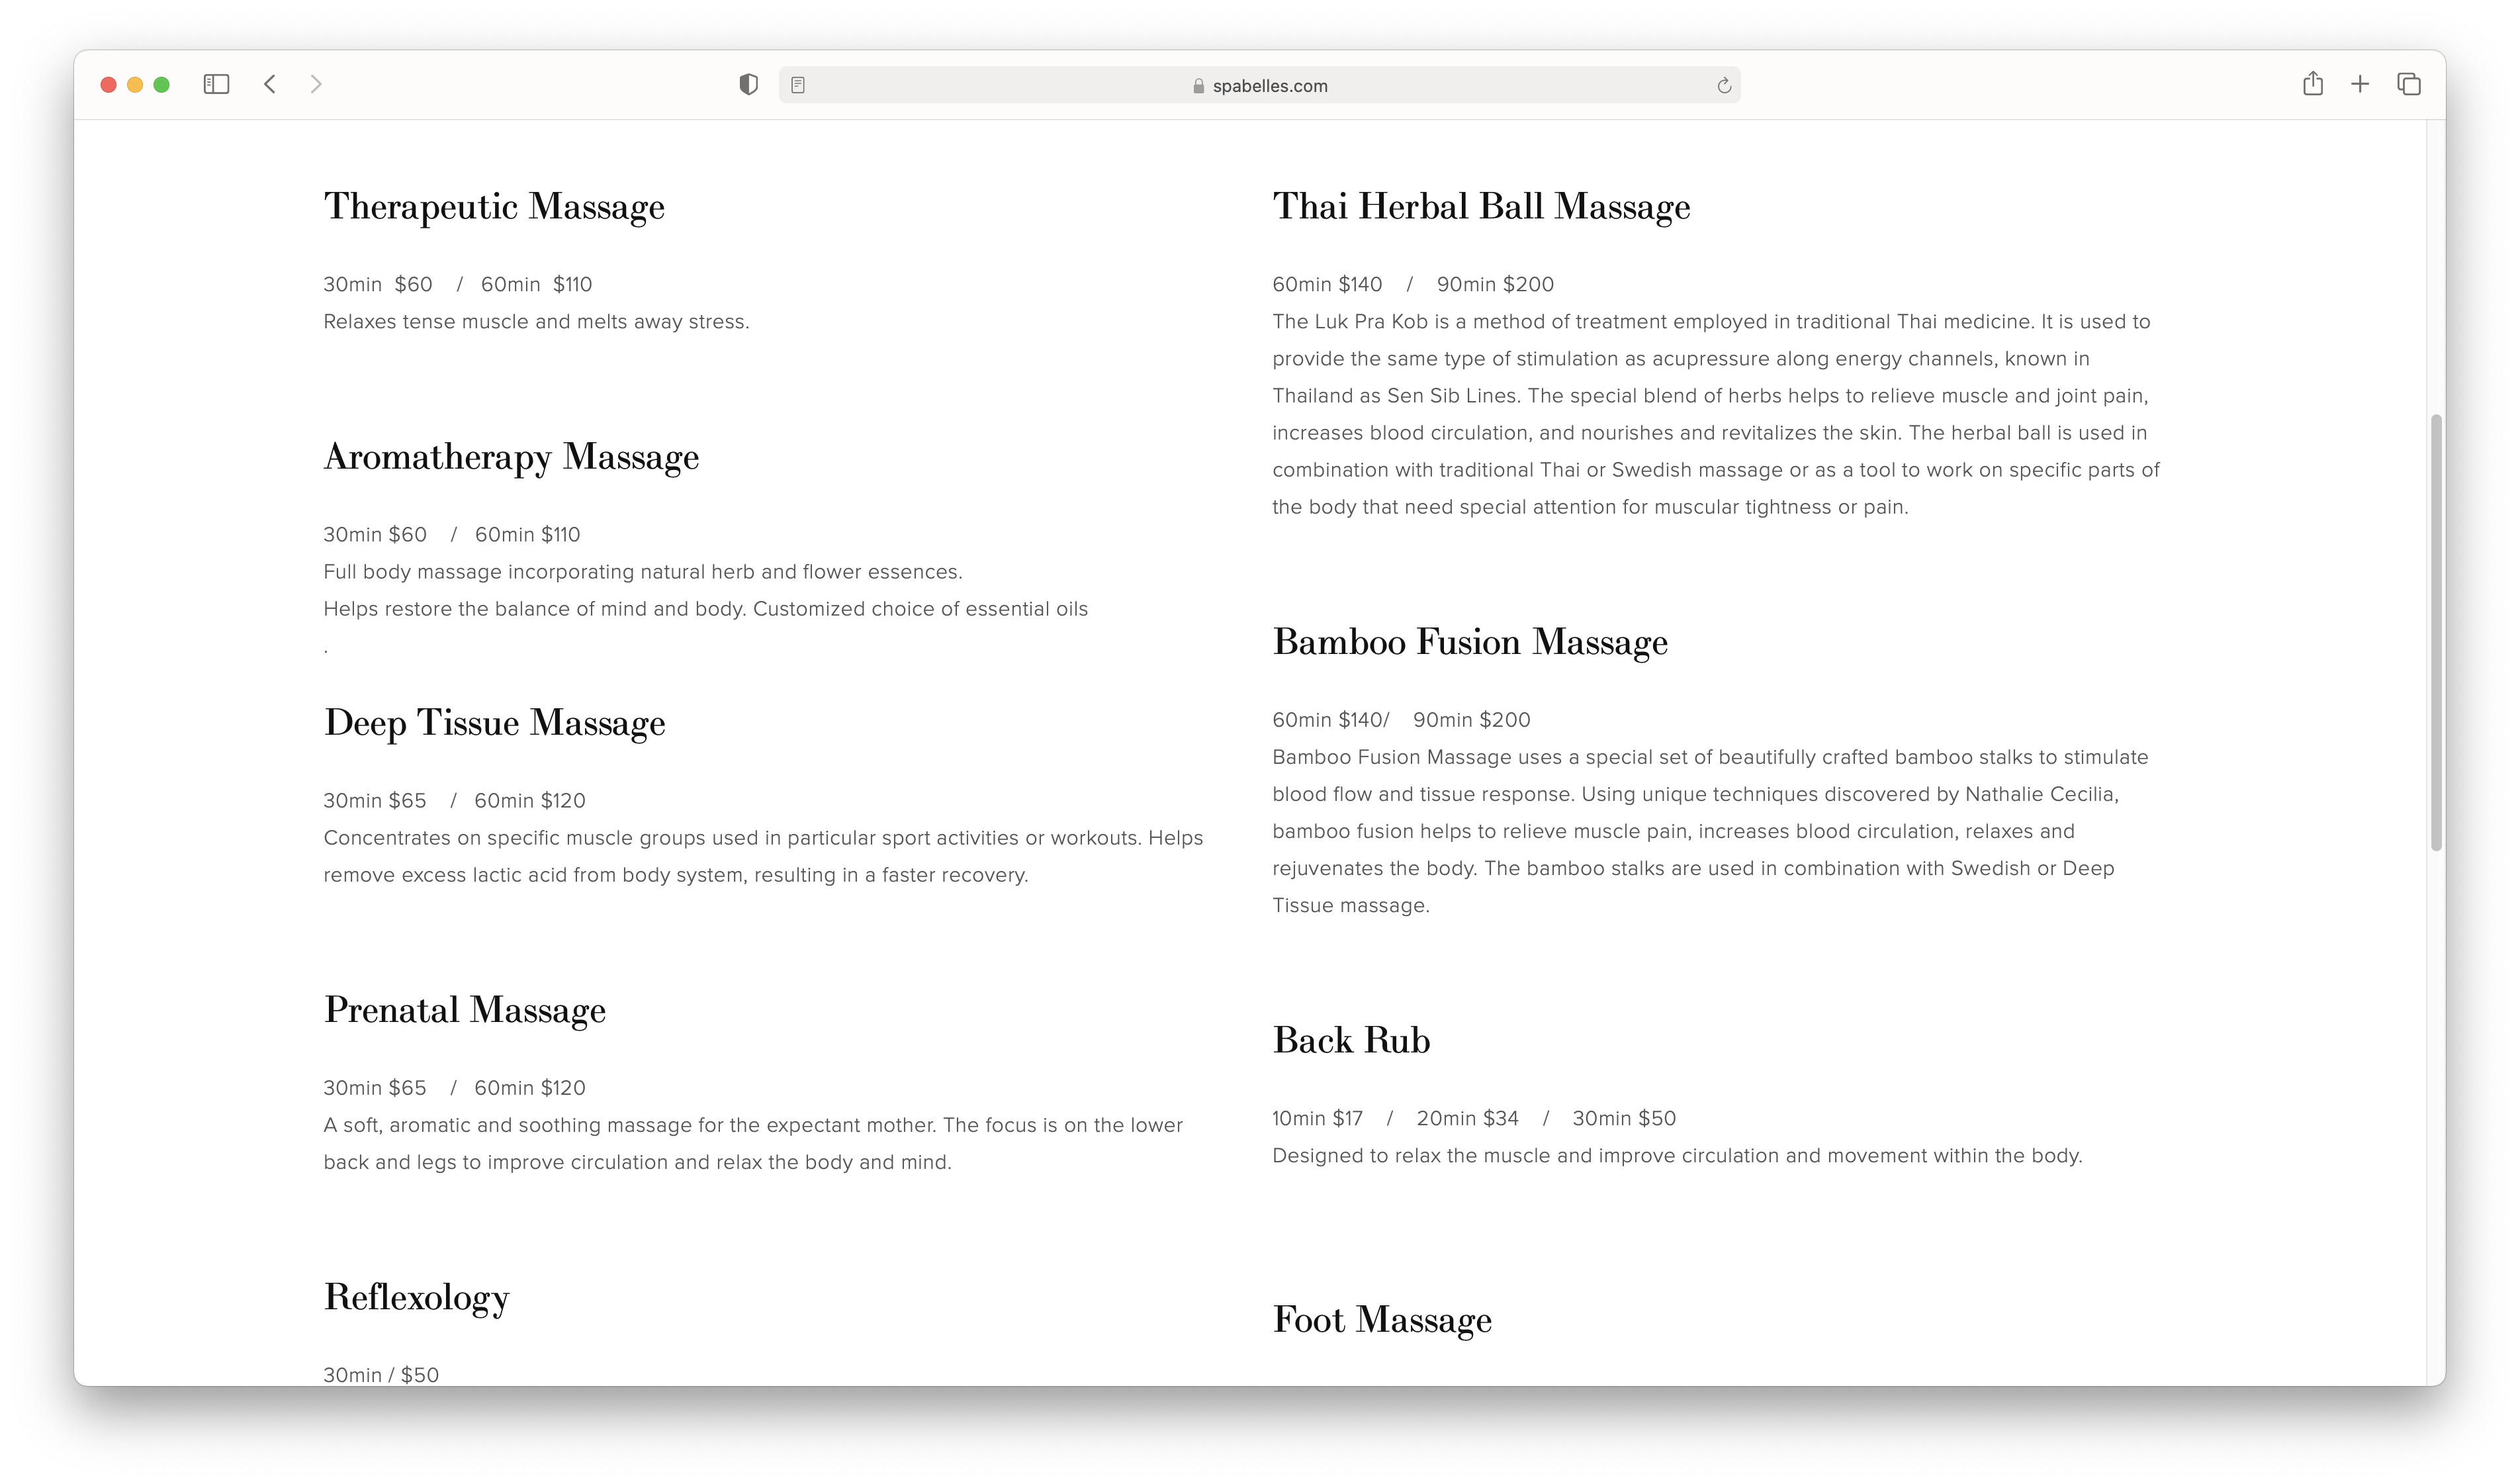 spabelles.com
Therapeutic Massage
30min $60 / 60min $110
Relaxes tense muscle and melts away stress.
Aromatherapy Massage
30min $60 / 60min $110
Full body massage incorporating natural herb and flower essences.
Helps restore the balance of mind and body. Customized choice of essential oils
.
Deep Tissue Massage
30min $65 / 60min $120
Concentrates on specific muscle groups used in particular sport activities or workouts. Helps
remove excess lactic acid from body system, resulting in a faster recovery.
Prenatal Massage
30min $65 / 60min $120
A soft, aromatic and soothing massage for the expectant mother. The focus is on the lower
back and legs to improve circulation and relax the body and mind.
Reflexology
30min / $50
Thai Herbal Ball Massage
60min $140 / 90min $200
The Luk Pra Kob is a method of treatment employed in traditional Thai medicine. It is used to
provide the same type of stimulation as acupressure along energy channels, known in
Thailand as Sen Sib Lines. The special blend of herbs helps to relieve muscle and joint pain,
increases blood circulation, and nourishes and revitalizes the skin. The herbal ball is used in
combination with traditional Thai or Swedish massage or as a tool to work on specific parts of
the body that need special attention for muscular tightness or pain.
Bamboo Fusion Massage
60min $140/ 90min $200
Bamboo Fusion Massage uses a special set of beautifully crafted bamboo stalks to stimulate
blood flow and tissue response. Using unique techniques discovered by Nathalie Cecilia,
bamboo fusion helps to relieve muscle pain, increases blood circulation, relaxes and
rejuvenates the body. The bamboo stalks are used in combination with Swedish or Deep
Tissue massage.
Back Rub
10min $17 / 20min $34 / 30min $50
Designed to relax the muscle and improve circulation and movement within the body.
Foot Massage